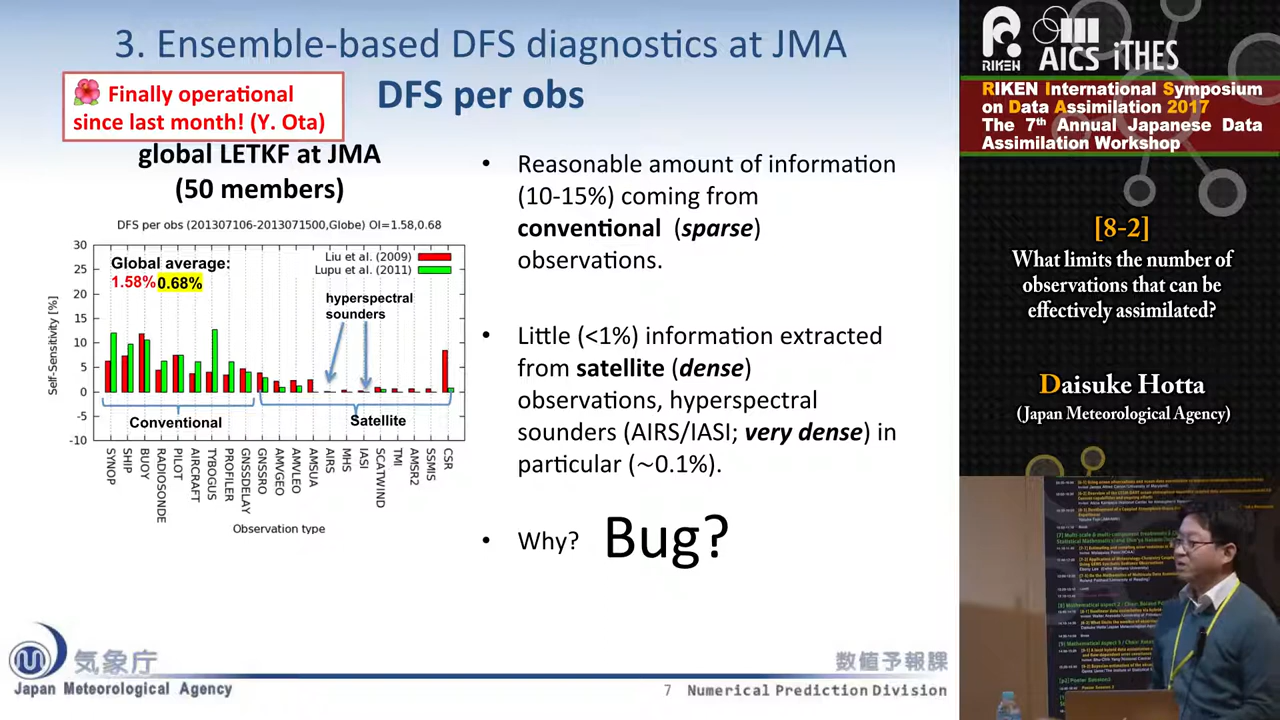 3. Ensemble-based DFS diagnostics at JMA
DFS per obs
Finally operational
since last month! (Y. Ota)
global LETKF at JMA
(50 members)
DFS per obs (201307106-2013071500,Globe) OI=1.58,0.68
30
25
20
15
10
5
0
-5
-10
Self-Sensitivity [%]
Global average:
1.58% 0.68%
Liu et al. (2009)
Lupu et al. (2011)
hyperspectral
sounders
Conventional
Satellite
SYNOP
SHIP
BUOY
RADIOSONDE
PILOT
AIRCRAFT
TYBOGUS
PROFILER
GNSSDELAY
GNSSRO
AMVGEO
AMVLEO
AMSUA
AIRS
MHS
IASI
SCATWIND
TMI
AMSR2
SSMIS
CSR
Observation type
• Reasonable amount of information
(10-15%) coming from
conventional (sparse)
observations.
• Little (<1%) information extracted
from satellite (dense)
observations, hyperspectral
sounders (AIRS/IASI; very dense) in
particular (~0.1%).
• Why? Bug?
気象庁
Japan Meteorological Agency
数値予報課
7 Numerical Prediction Division
RIKEN AICS iTHES
RIKEN International Symposium
on Data Assimilation 2017
The 7th Annual Japanese Data
Assimilation Workshop
[8-2]
What limits the number of
observations that can be
effectively assimilated?
Daisuke Hotta
(Japan Meteorological Agency)